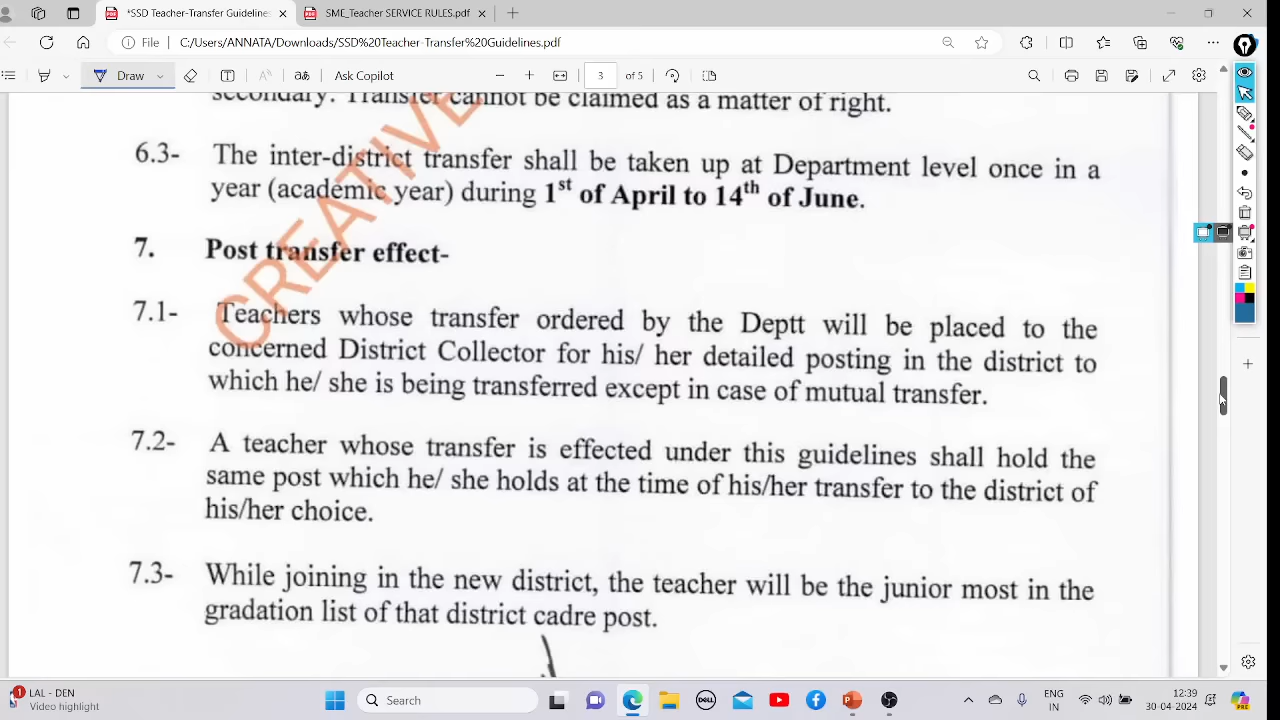 *SSD Teacher-Transfer Guideline
SME_Teacher SERVICE RULES.pdf
File
C:/Users/ANNATA/Downloads/SSD%20Teacher-Transfer%20Guidelines.pdf
Draw
Ask Copilot
3 of 5
secondary. Transfer cannot be claimed as a matter of right.
6.3- The inter-district transfer shall be taken up at Department level once in a
year (academic year) during 1st of April to 14th of June.
7. Post transfer effect-
7.1- Teachers whose transfer ordered by the Deptt will be placed to the
concerned District Collector for his/ her detailed posting in the district to
which he/ she is being transferred except in case of mutual transfer.
7.2- A teacher whose transfer is effected under this guidelines shall hold the
same post which he/ she holds at the time of his/her transfer to the district of
his/her choice.
7.3- While joining in the new district, the teacher will be the junior most in the
gradation list of that district cadre post.
CREATIVE
1
LAL - DEN
Video highlight
Search
DELL
ENG
IN
12:39
30-04-2024
PRE